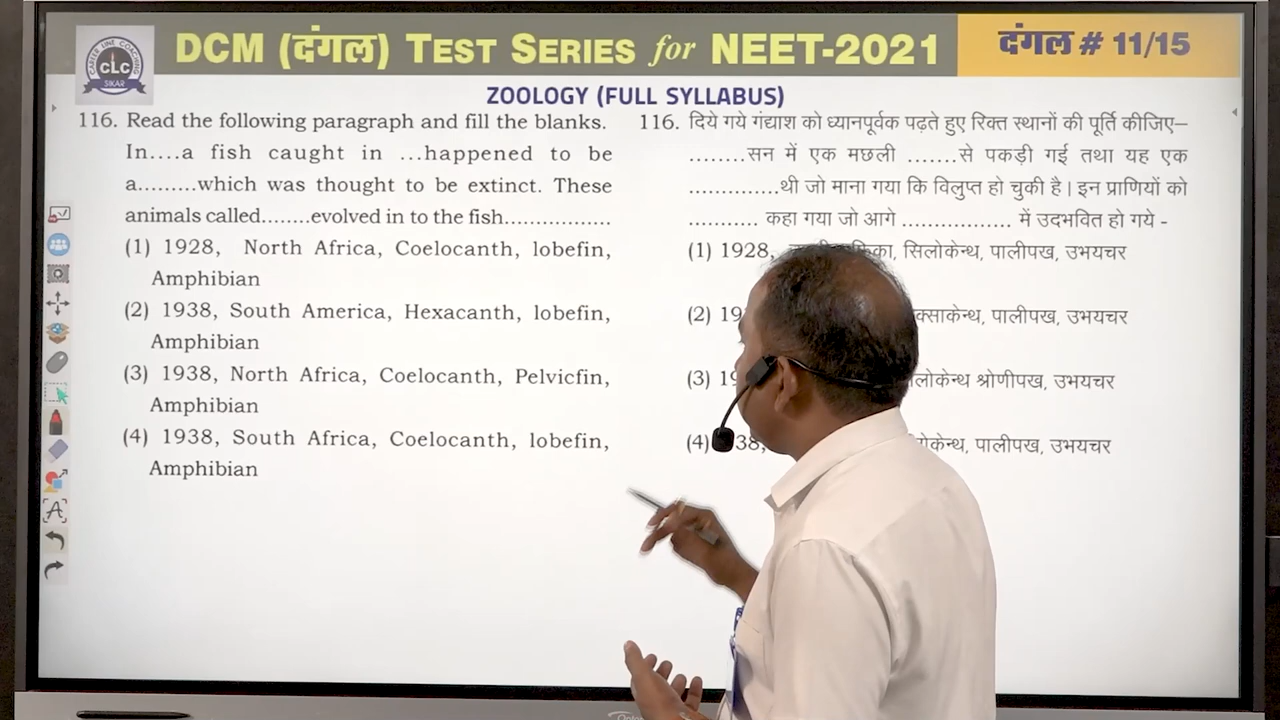 CAREER LINE COACHING
CLC
SIKAR
DCM (दंगल) TEST SERIES for NEET-2021
दंगल # 11/15
ZOOLOGY (FULL SYLLABUS)
116. Read the following paragraph and fill the blanks.
In....a fish caught in ...happened to be
a.........which was thought to be extinct. These
animals called........evolved in to the fish.................
(1) 1928, North Africa, Coelocanth, lobefin,
Amphibian
(2) 1938, South America, Hexacanth, lobefin,
Amphibian
(3) 1938, North Africa, Coelocanth, Pelvicfin,
Amphibian
(4) 1938, South Africa, Coelocanth, lobefin,
Amphibian
116. दिये गये गंद्याश को ध्यानपूर्वक पढ़ते हुए रिक्त स्थानों की पूर्ति कीजिए–
........सन में एक मछली .......से पकड़ी गई तथा यह एक
..............थी जो माना गया कि विलुप्त हो चुकी है। इन प्राणियों को
........... कहा गया जो आगे ................. में उदभवित हो गये -
(1) 1928, सिलोकेन्थ, पालीपख, उभयचर
(2) पालीपख, उभयचर
(3) श्रोणीपख, उभयचर
(4) पालीपख, उभयचर